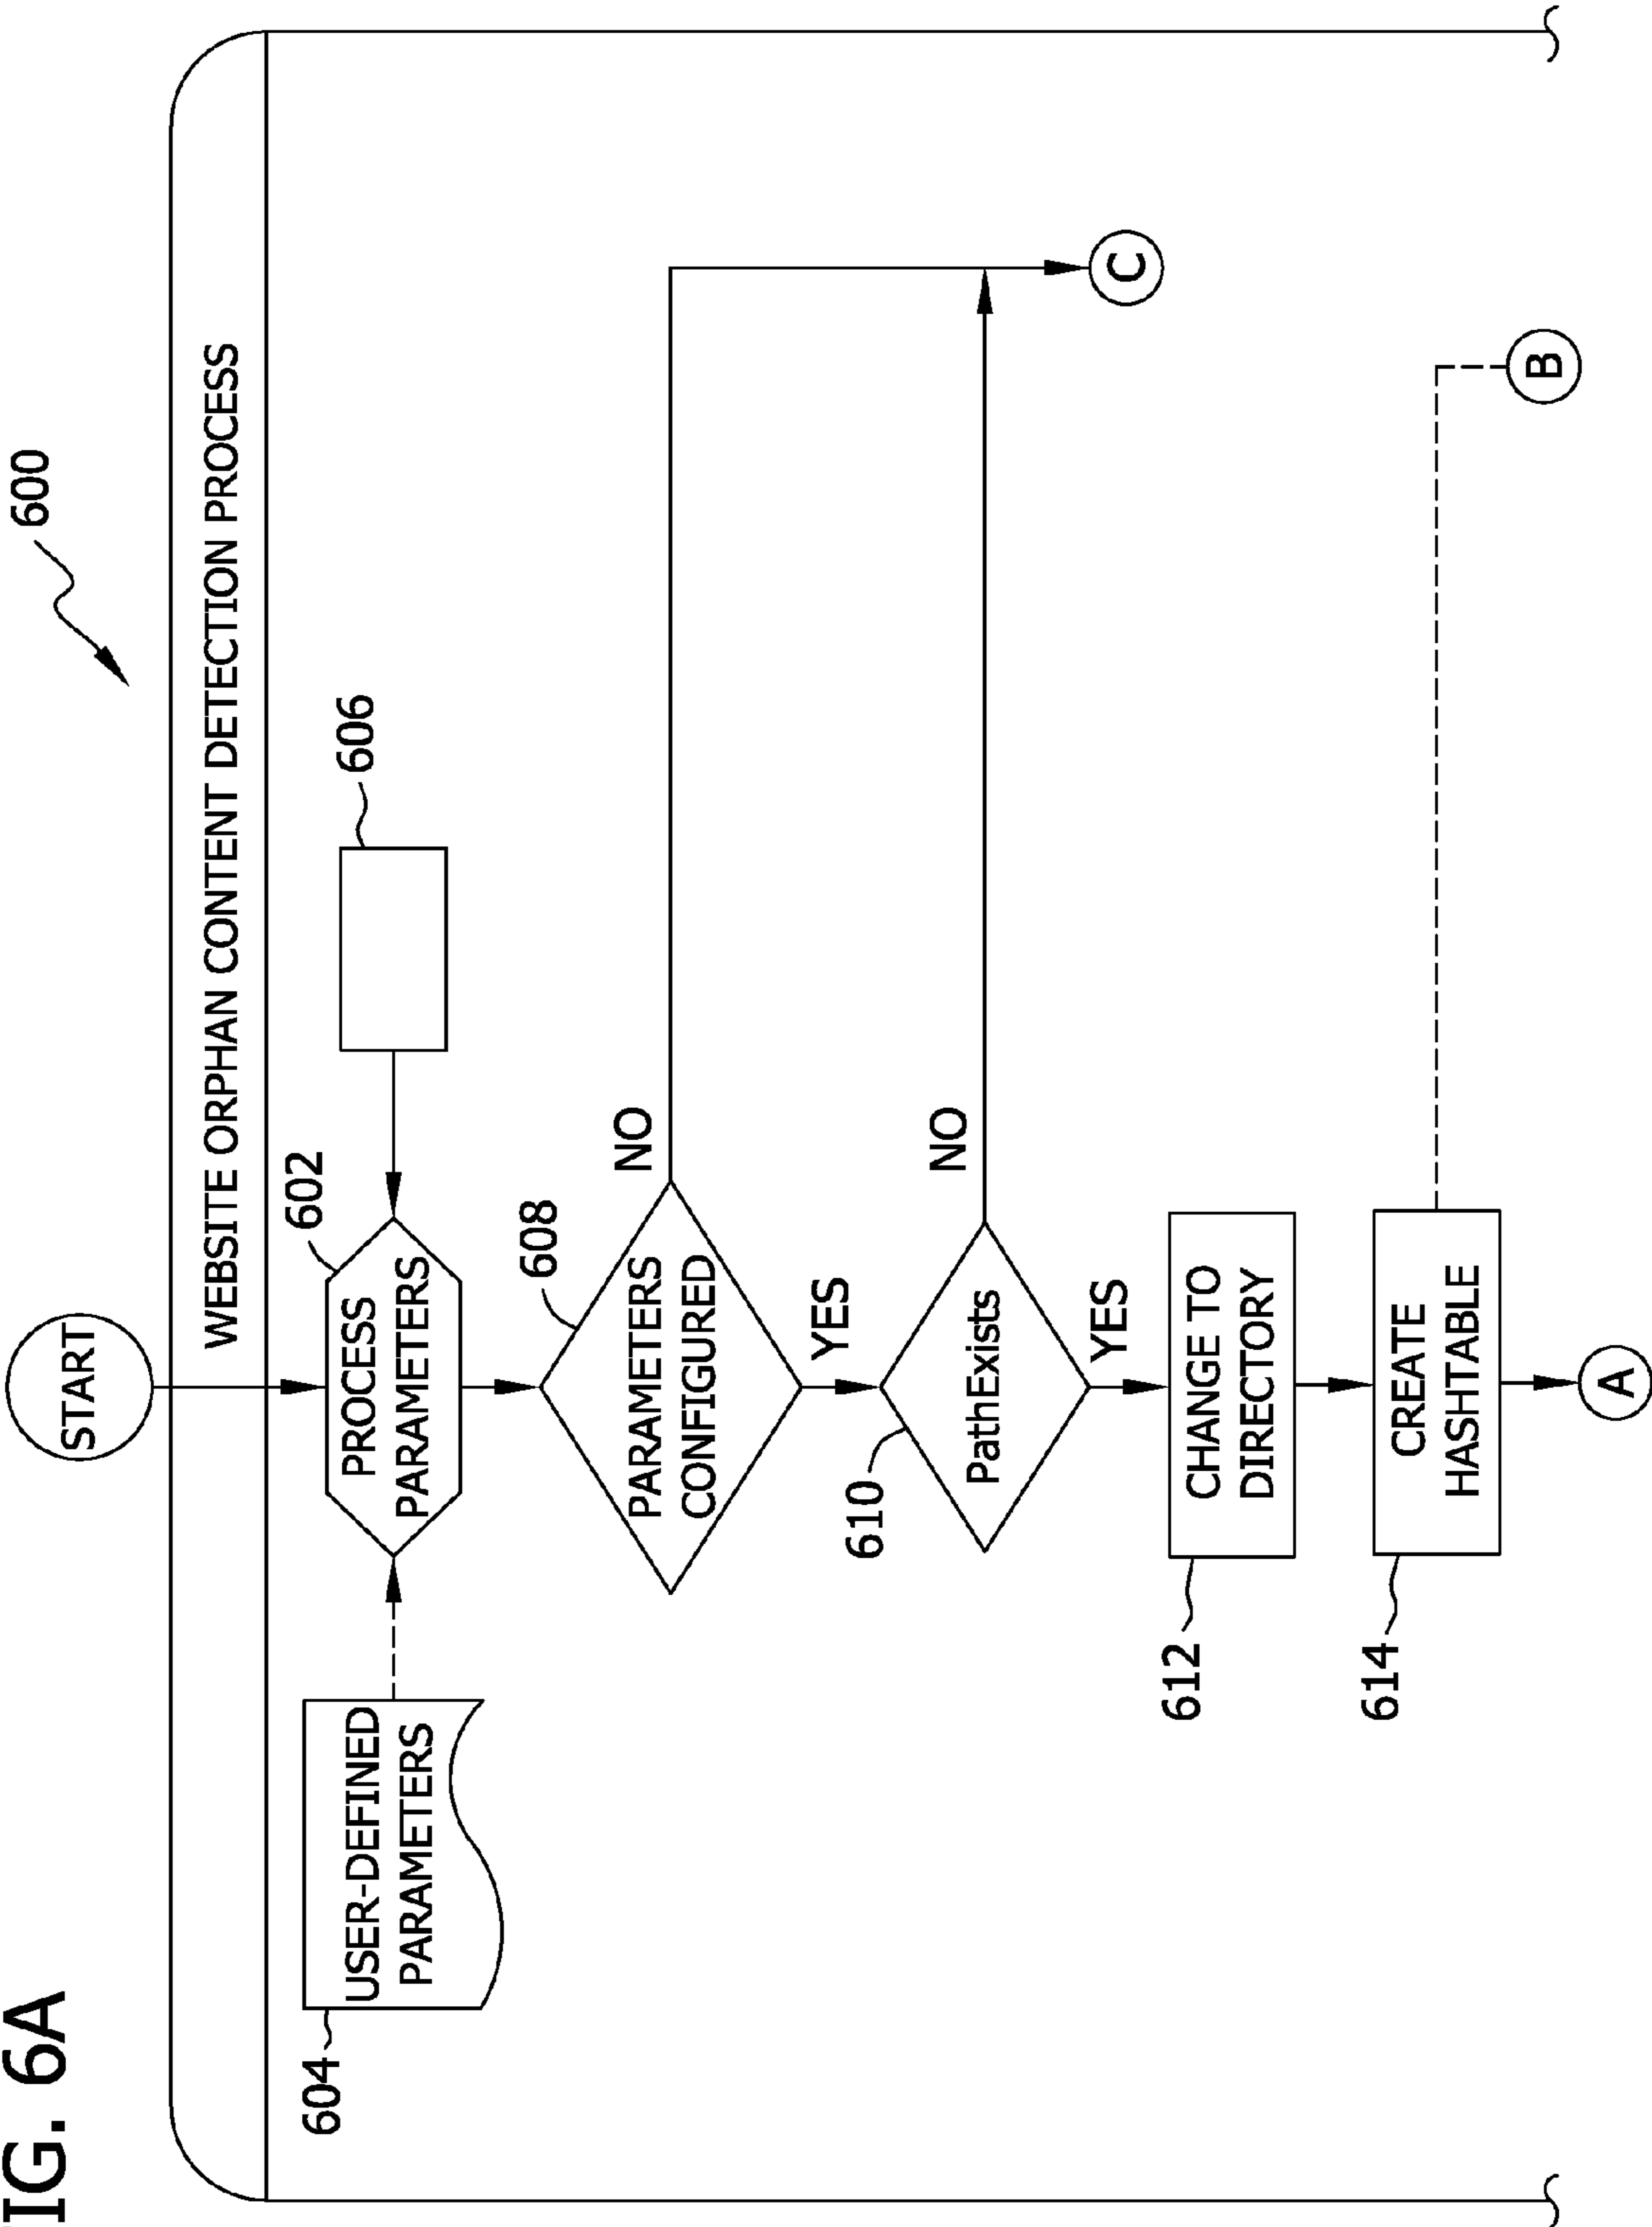 IG. 6A
600
START
WEBSITE ORPHAN CONTENT DETECTION PROCESS
604
USER-DEFINED
PARAMETERS
602
PROCESS
PARAMETERS
606
608
PARAMETERS
CONFIGURED
NO
YES
610
PathExists
NO
YES
C
612
CHANGE TO
DIRECTORY
614
CREATE
HASHTABLE
A
B